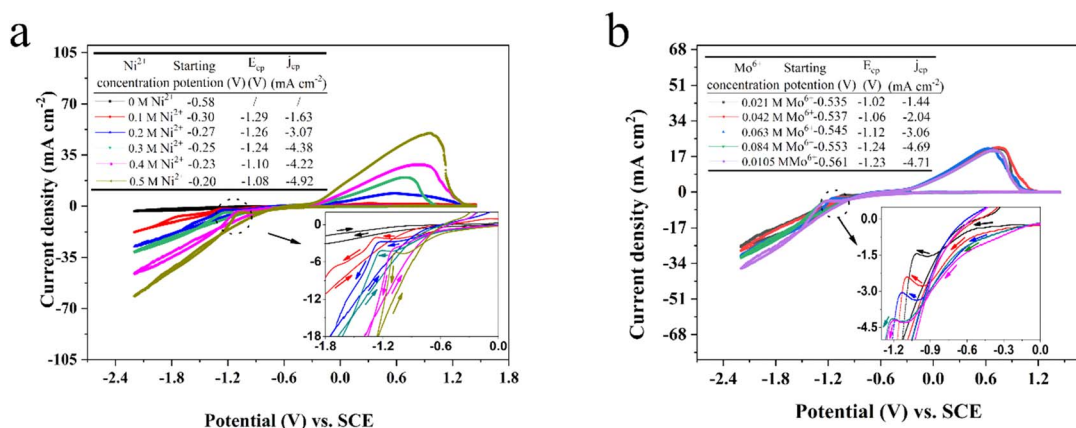 a
Ni²⁺ Starting E_cp j_cp
concentration potention (V) (V) (mA cm⁻²)
0 M Ni²⁺ -0.58 / /
0.1 M Ni²⁺ -0.30 -1.29 -1.63
0.2 M Ni²⁺ -0.27 -1.26 -3.07
0.3 M Ni²⁺ -0.25 -1.24 -4.38
0.4 M Ni²⁺ -0.23 -1.10 -4.22
0.5 M Ni²⁺ -0.20 -1.08 -4.92
Current density (mA cm⁻²)
105
70
35
0
-35
-70
-105
0
-6
-12
-18
-1.8 -1.2 -0.6 0.0
-2.4 -1.8 -1.2 -0.6 0.0 0.6 1.2 1.8
Potential (V) vs. SCE
b
Mo⁶⁺ Starting E_cp j_cp
concentration potention (V) (V) (mA cm⁻²)
0.021 M Mo⁶⁺ -0.535 -1.02 -1.44
0.042 M Mo⁶⁺ -0.537 -1.06 -2.04
0.063 M Mo⁶⁺ -0.545 -1.12 -3.06
0.084 M Mo⁶⁺ -0.553 -1.24 -4.69
0.0105 MMo⁶⁺ -0.561 -1.23 -4.71
Current density (mA cm²)
68
51
34
17
0
-17
-34
-51
-68
0.0
-1.5
-3.0
-4.5
-1.2 -0.9 -0.6 -0.3 0.0
-2.4 -1.8 -1.2 -0.6 0.0 0.6 1.2
Potential (V) vs. SCE